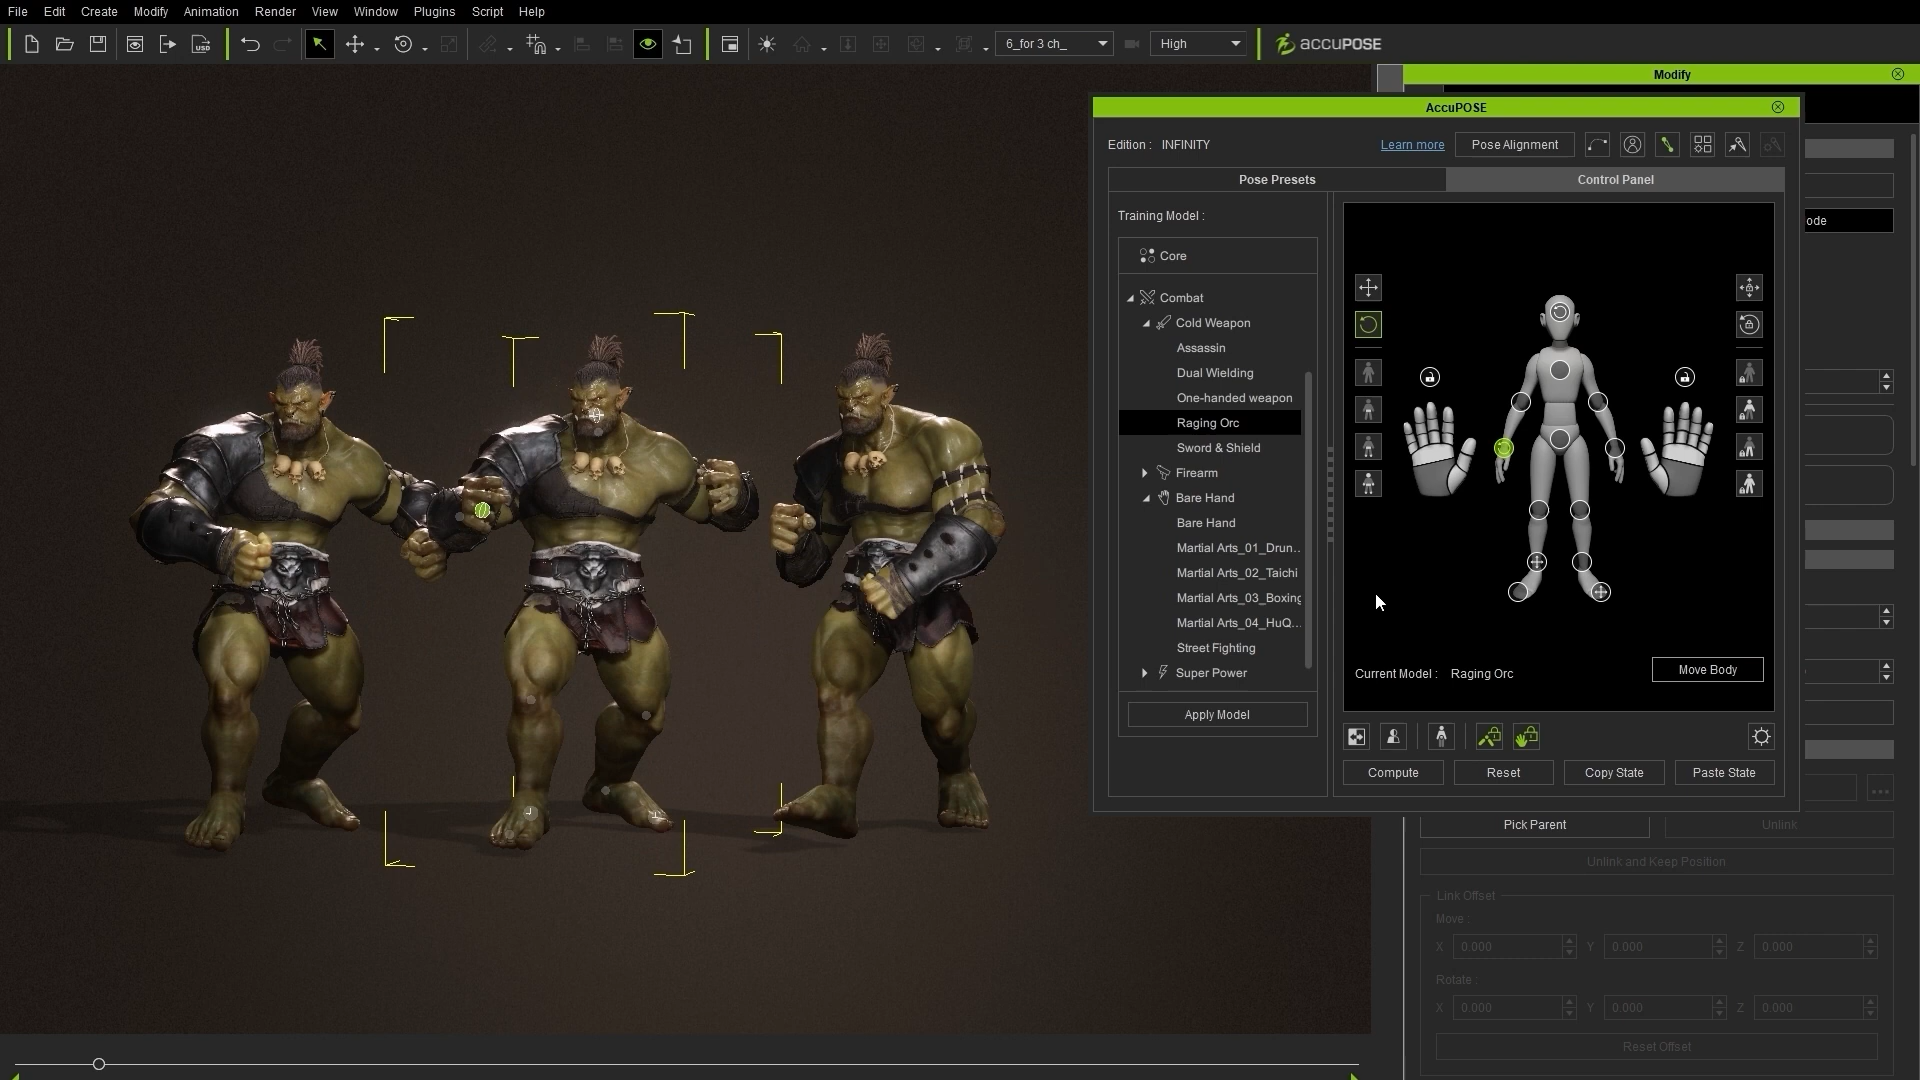 File Edit Create Modify Animation Render View Window Plugins Script Help
USD
6_for 3 ch_
High
ACCUPOSE
Modify
AccuPOSE
Edition : INFINITY
Learn more
Pose Alignment
Pose Presets
Control Panel
Training Model :
Core
Combat
Cold Weapon
Assassin
Dual Wielding
One-handed weapon
Raging Orc
Sword & Shield
Firearm
Bare Hand
Bare Hand
Martial Arts_01_Drun..
Martial Arts_02_Taichi
Martial Arts_03_Boxing
Martial Arts_04_HuQ...
Street Fighting
Super Power
Apply Model
Current Model : Raging Orc
Move Body
Compute
Reset
Copy State
Paste State
ode
...
Pick Parent
Unlink
Unlink and Keep Position
Link Offset
Move :
X 0.000 Y 0.000 Z 0.000
Rotate :
X 0.000 Y 0.000 Z 0.000
Reset Offset